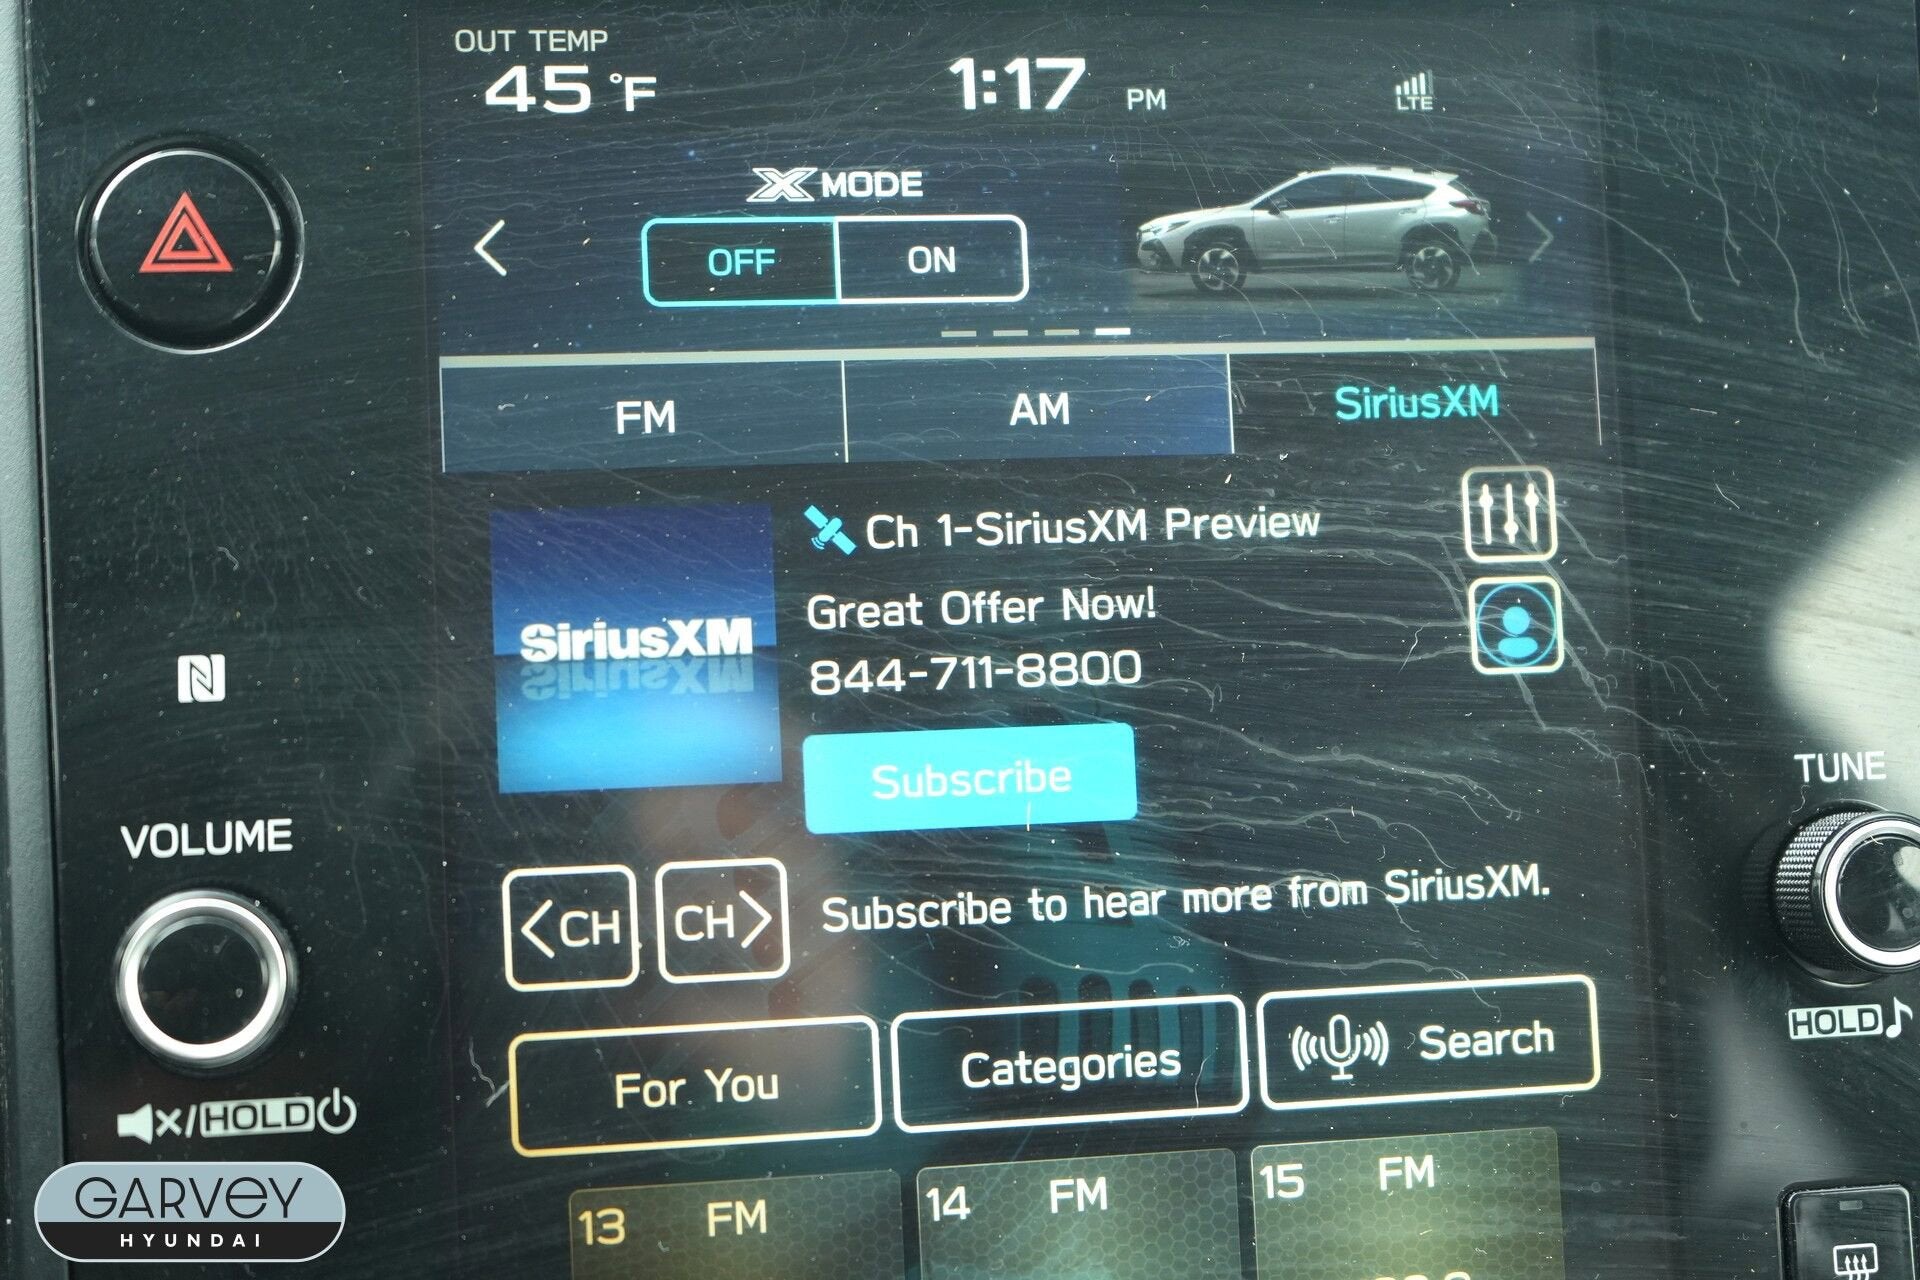 OUT TEMP
45 °F
1:17 PM
LTE
X MODE
OFF
ON
FM
AM
SiriusXM
Ch 1-SiriusXM Preview
Great Offer Now!
844-711-8800
SiriusXM
Subscribe
VOLUME
TUNE
<CH
CH>
Subscribe to hear more from SiriusXM.
HOLD
For You
Categories
Search
/HOLD
13 FM
14 FM
15 FM
GARVEY
HYUNDAI